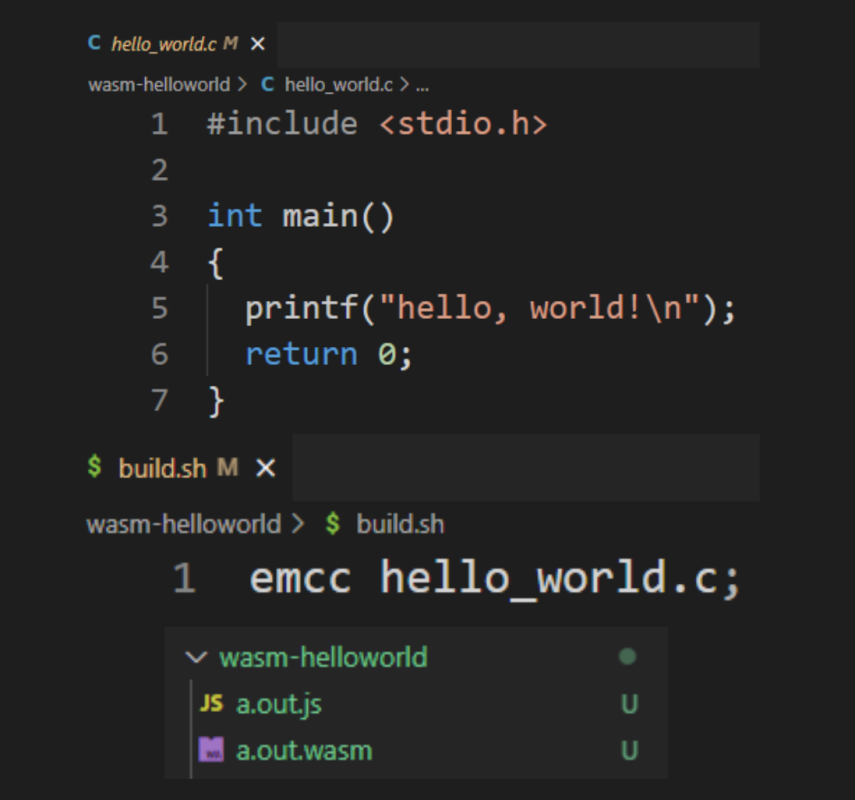 C hello_world.c M ×
wasm-helloworld > C hello_world.c > ...
1 #include <stdio.h>
2
3 int main()
4 {
5 printf("hello, world!\n");
6 return 0;
7 }
$ build.sh M ×
wasm-helloworld > $ build.sh
1 emcc hello_world.c;
wasm-helloworld
JS a.out.js U
a.out.wasm U